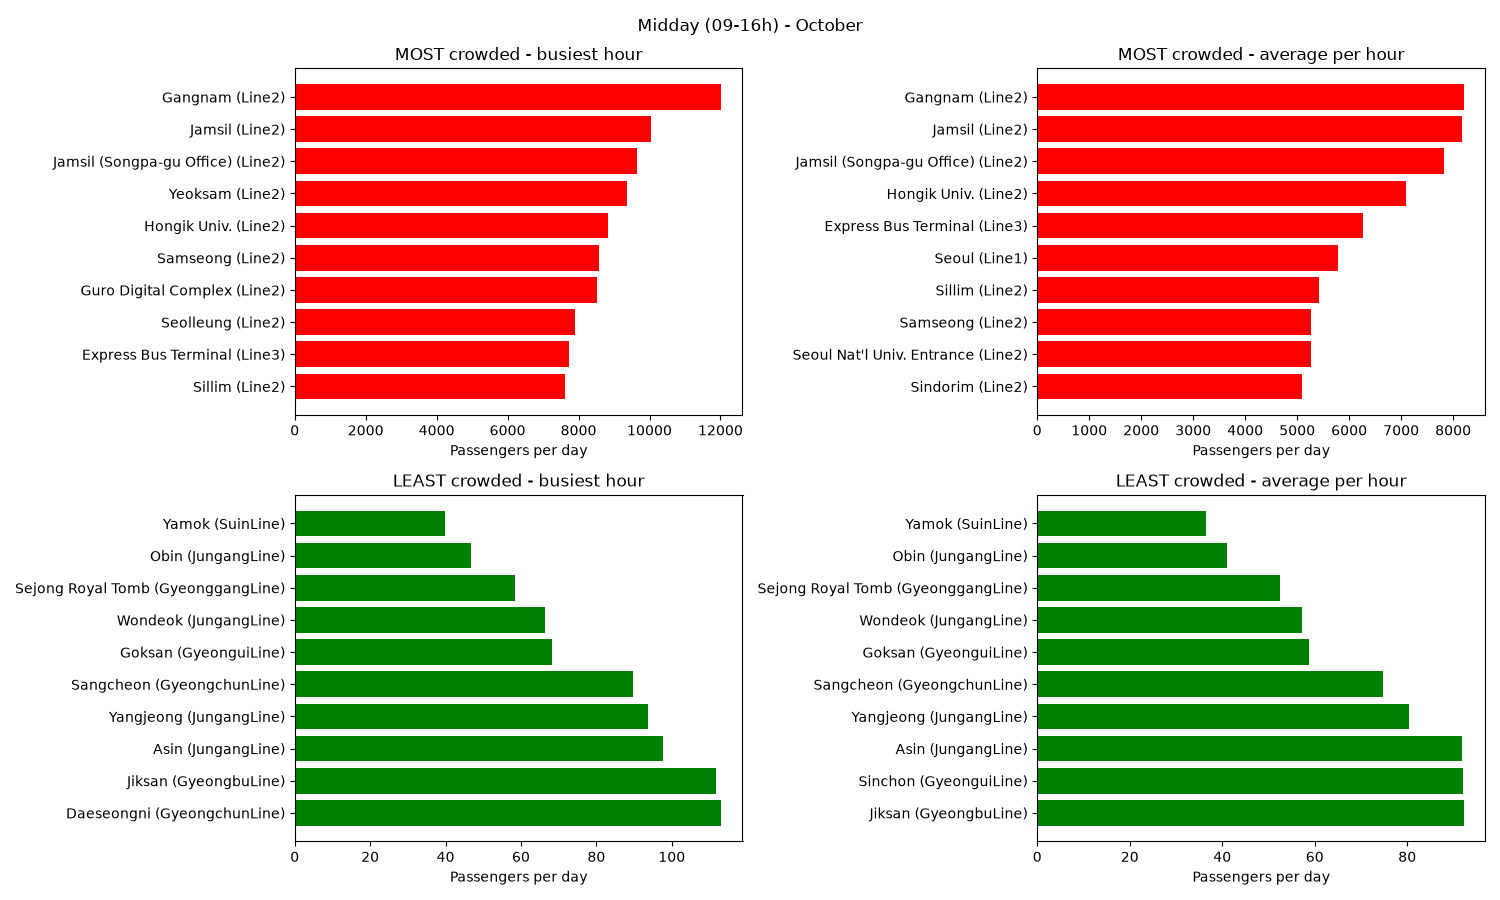 Midday (09-16h) - October
MOST crowded - busiest hour
Gangnam (Line2)
Jamsil (Line2)
Jamsil (Songpa-gu Office) (Line2)
Yeoksam (Line2)
Hongik Univ. (Line2)
Samseong (Line2)
Guro Digital Complex (Line2)
Seolleung (Line2)
Express Bus Terminal (Line3)
Sillim (Line2)
0 2000 4000 6000 8000 10000 12000
Passengers per day
MOST crowded - average per hour
Gangnam (Line2)
Jamsil (Line2)
Jamsil (Songpa-gu Office) (Line2)
Hongik Univ. (Line2)
Express Bus Terminal (Line3)
Seoul (Line1)
Sillim (Line2)
Samseong (Line2)
Seoul Nat'l Univ. Entrance (Line2)
Sindorim (Line2)
0 1000 2000 3000 4000 5000 6000 7000 8000
Passengers per day
LEAST crowded - busiest hour
Yamok (SuinLine)
Obin (JungangLine)
Sejong Royal Tomb (GyeonggangLine)
Wondeok (JungangLine)
Goksan (GyeonguiLine)
Sangcheon (GyeongchunLine)
Yangjeong (JungangLine)
Asin (JungangLine)
Jiksan (GyeongbuLine)
Daeseongni (GyeongchunLine)
0 20 40 60 80 100
Passengers per day
LEAST crowded - average per hour
Yamok (SuinLine)
Obin (JungangLine)
Sejong Royal Tomb (GyeonggangLine)
Wondeok (JungangLine)
Goksan (GyeonguiLine)
Sangcheon (GyeongchunLine)
Yangjeong (JungangLine)
Asin (JungangLine)
Sinchon (GyeonguiLine)
Jiksan (GyeongbuLine)
0 20 40 60 80
Passengers per day